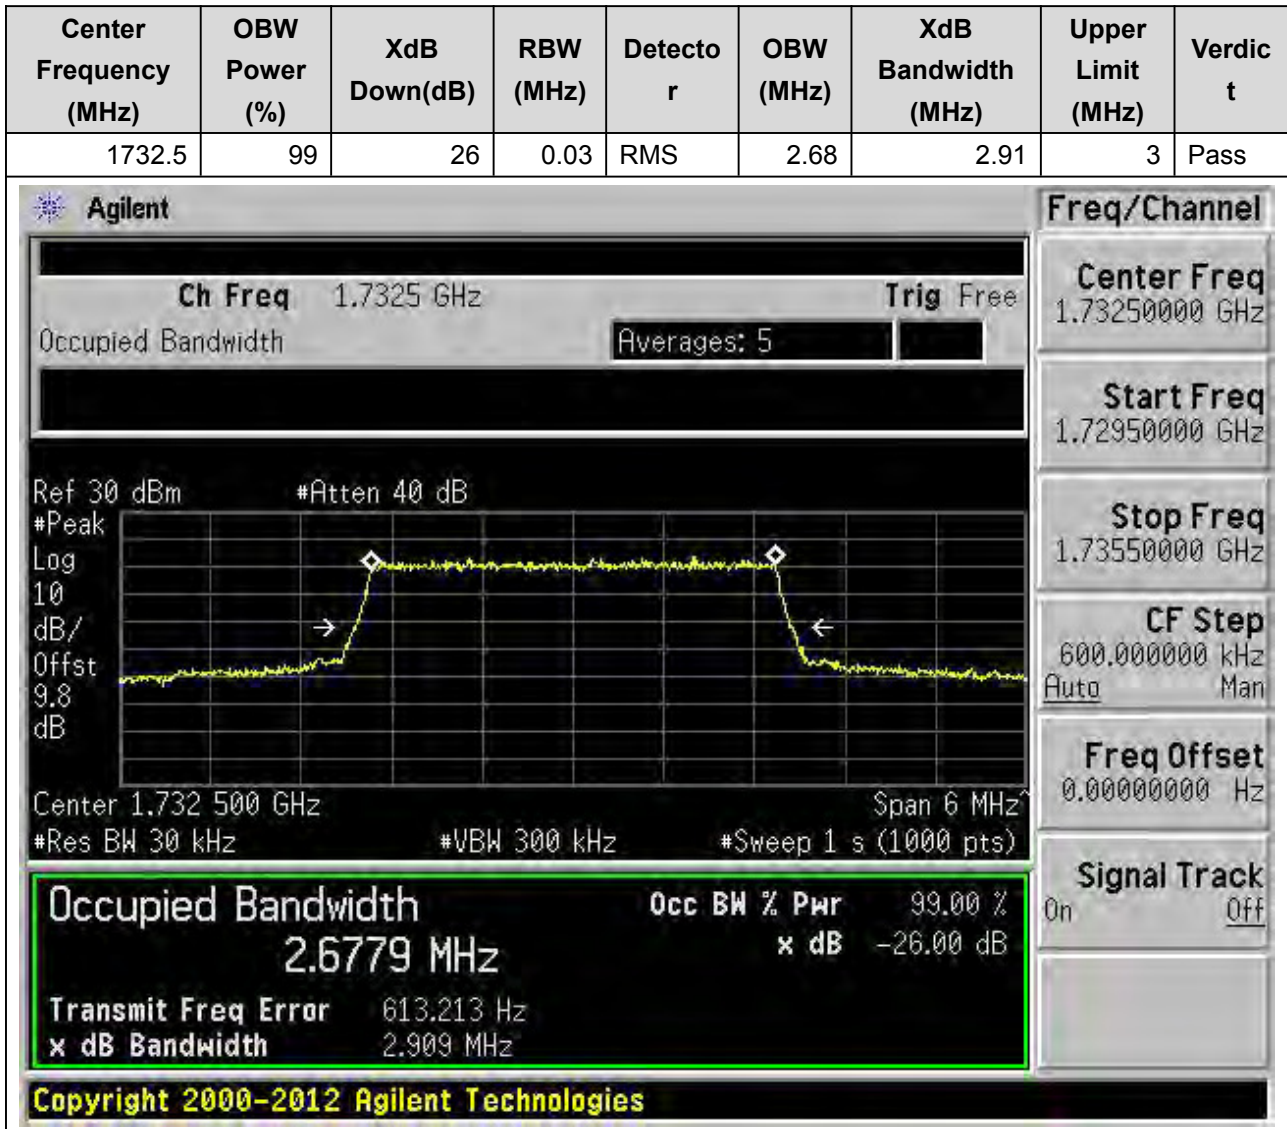 Center Frequency (MHz) OBW Power (%) XdB Down(dB) RBW (MHz) Detecto r OBW (MHz) XdB Bandwidth (MHz) Upper Limit (MHz) Verdic t
1732.5 99 26 0.03 RMS 2.68 2.91 3 Pass
Agilent
Freq/Channel
Ch Freq 1.7325 GHz Trig Free
Occupied Bandwidth Averages: 5
Center Freq
1.73250000 GHz
Start Freq
1.72950000 GHz
Stop Freq
1.73550000 GHz
CF Step
600.000000 kHz
Auto Man
Freq Offset
0.00000000 Hz
Signal Track
On Off
Ref 30 dBm #Atten 40 dB
#Peak
Log
10
dB/
Offst
9.8
dB
Center 1.732 500 GHz Span 6 MHz^
#Res BW 30 kHz #VBW 300 kHz #Sweep 1 s (1000 pts)
Occupied Bandwidth Occ BW % Pwr 99.00 %
2.6779 MHz x dB -26.00 dB
Transmit Freq Error 613.213 Hz
x dB Bandwidth 2.909 MHz
Copyright 2000-2012 Agilent Technologies